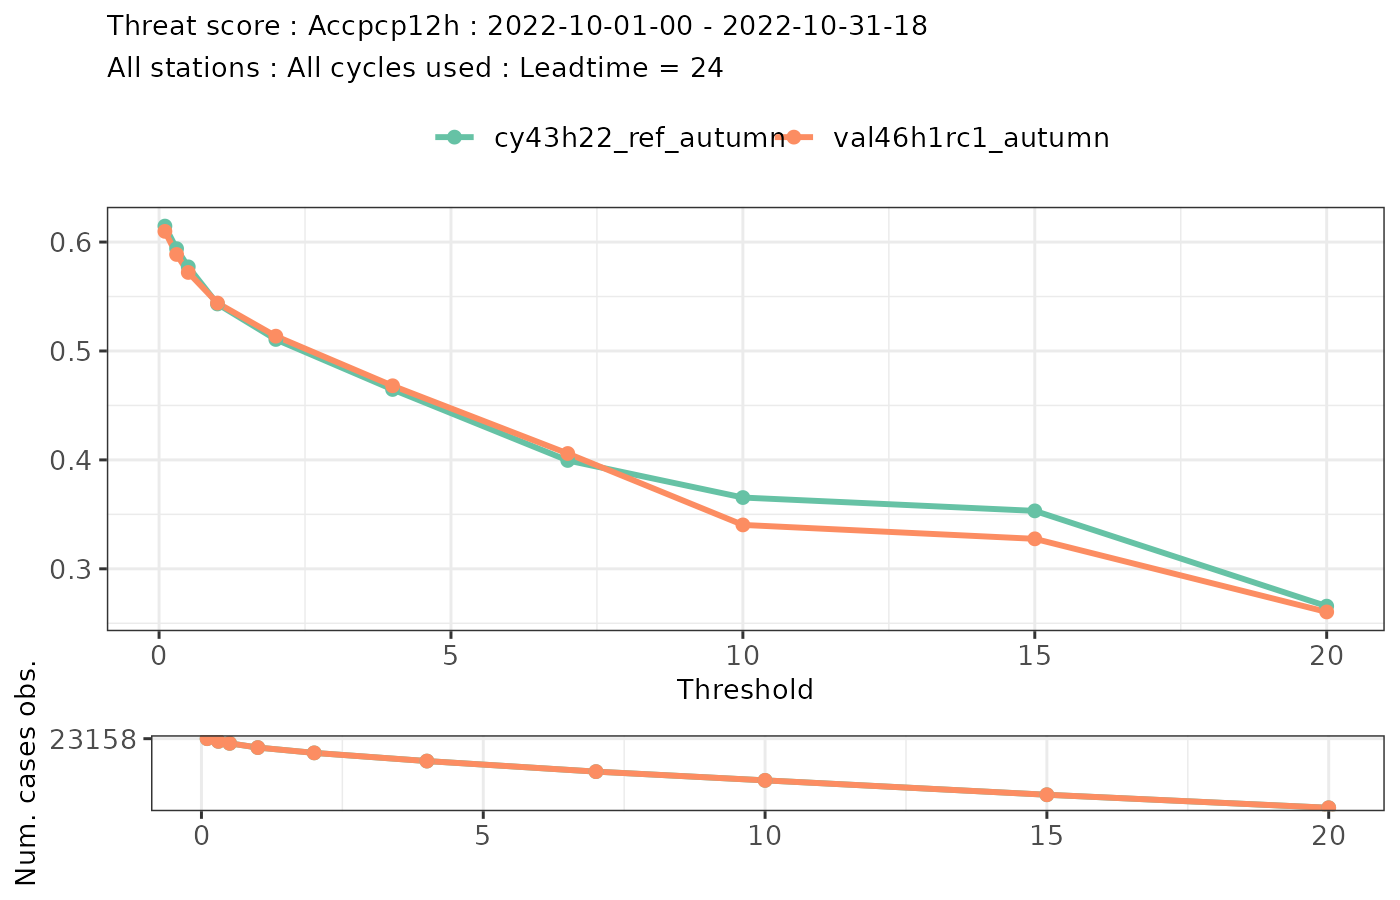 Threat score : Accpcp12h : 2022-10-01-00 - 2022-10-31-18
All stations : All cycles used : Leadtime = 24
cy43h22_ref_autumn val46h1rc1_autumn
0.6
0.5
0.4
0.3
0 5 10 15 20
Threshold
Num. cases obs.
23158
0 5 10 15 20